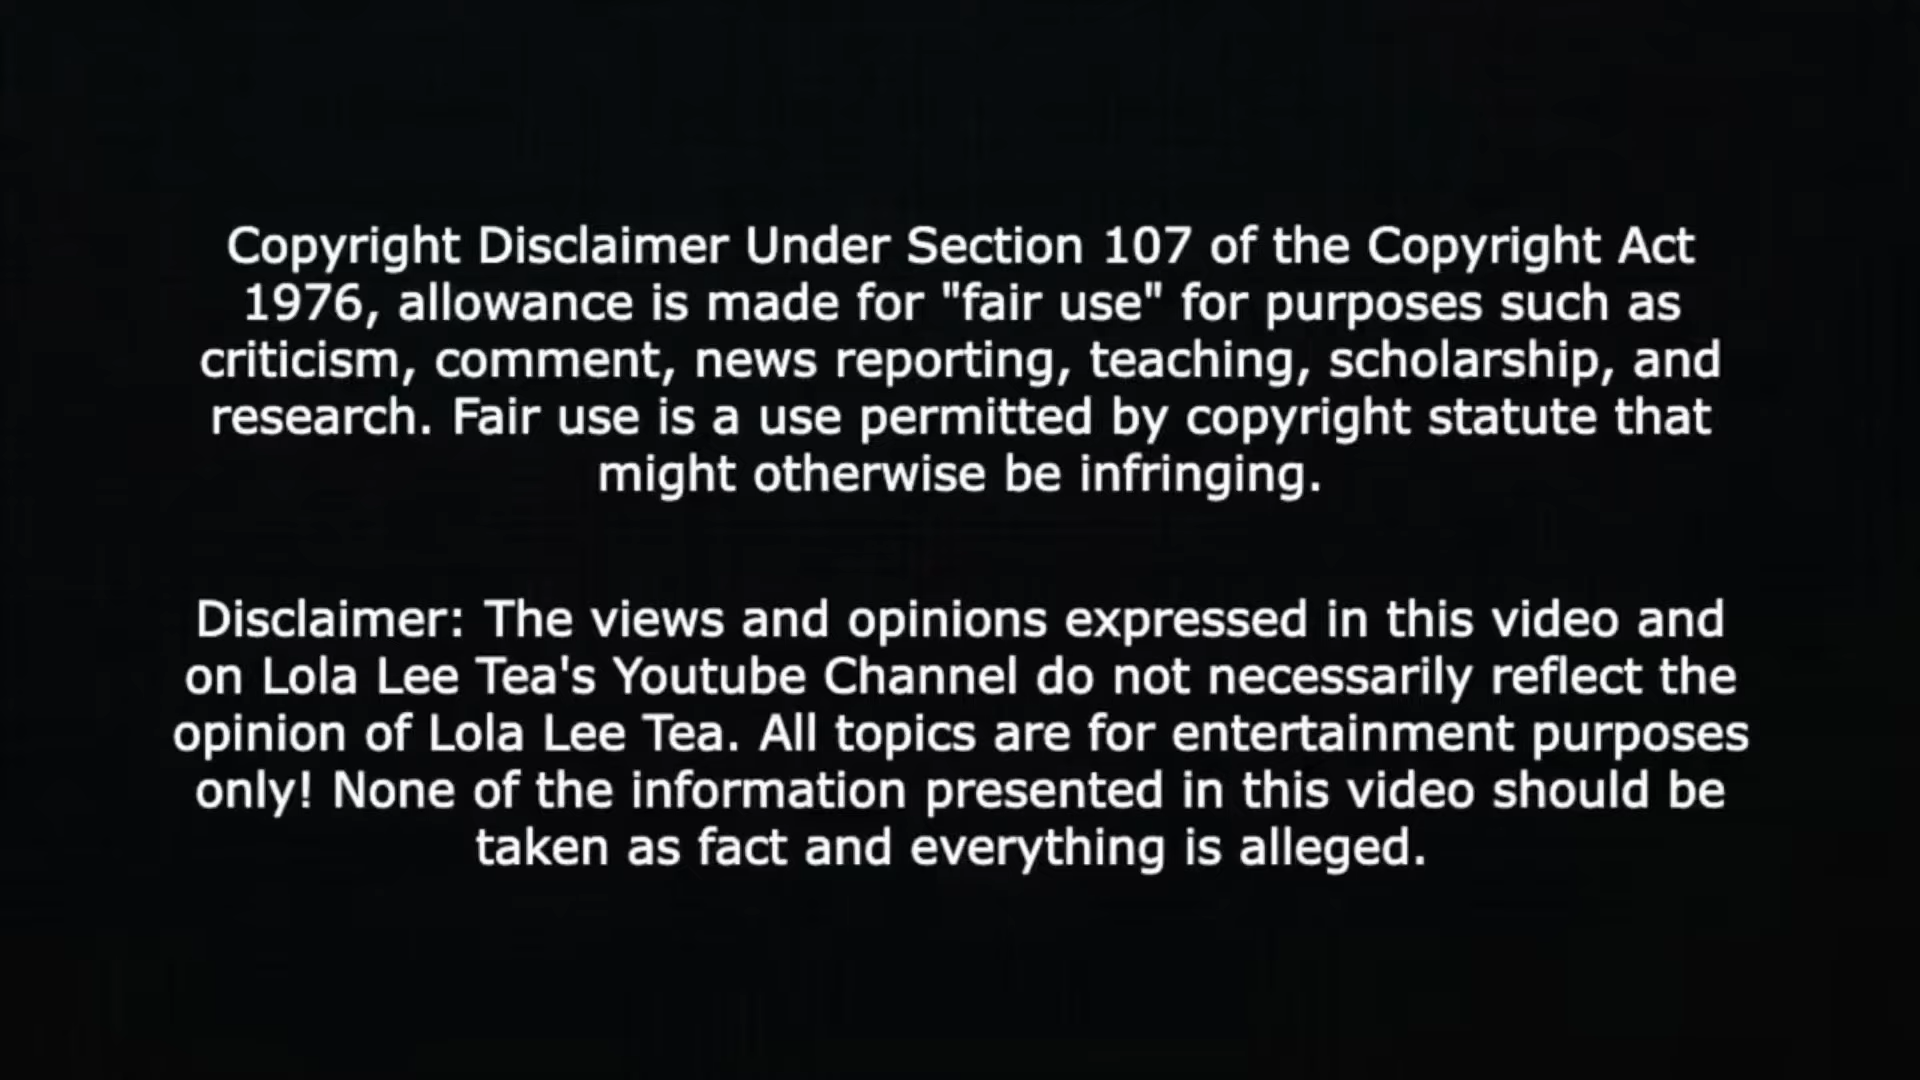 Copyright Disclaimer Under Section 107 of the Copyright Act
1976, allowance is made for "fair use" for purposes such as
criticism, comment, news reporting, teaching, scholarship, and
research. Fair use is a use permitted by copyright statute that
might otherwise be infringing.
Disclaimer: The views and opinions expressed in this video and
on Lola Lee Tea's Youtube Channel do not necessarily reflect the
opinion of Lola Lee Tea. All topics are for entertainment purposes
only! None of the information presented in this video should be
taken as fact and everything is alleged.